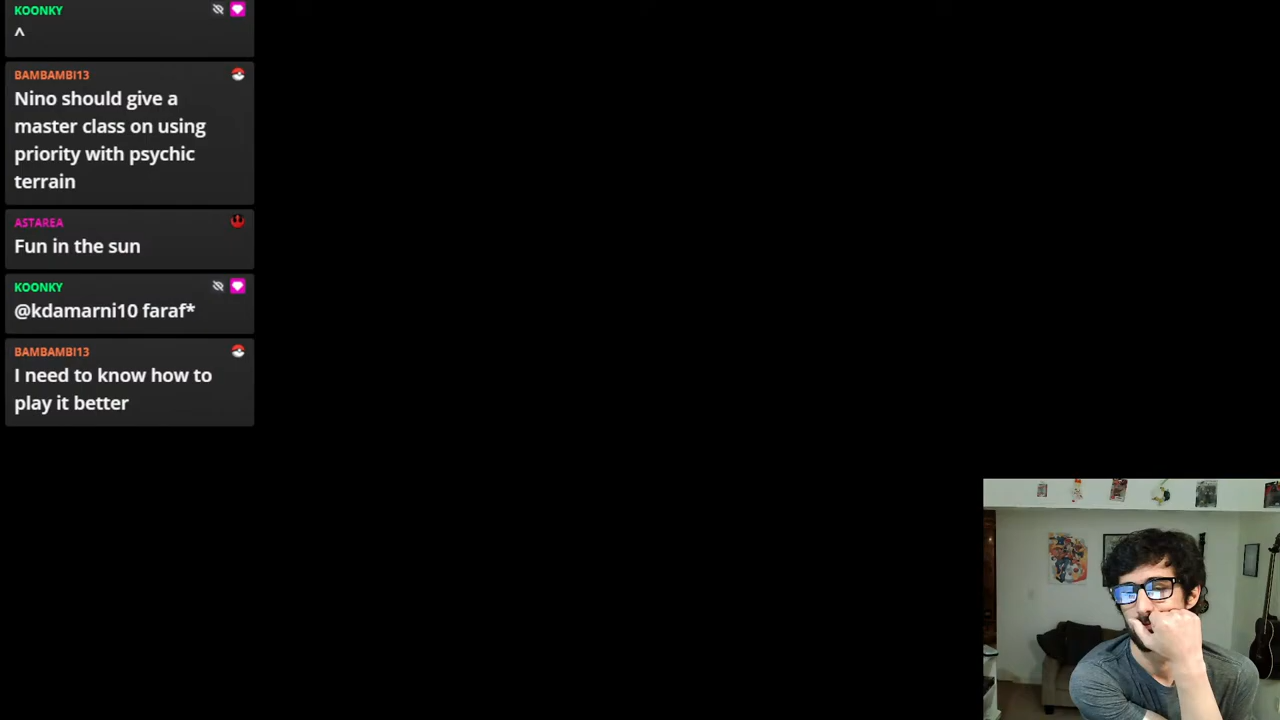 KOONKY
^
BAMBAMBI13
Nino should give a
master class on using
priority with psychic
terrain
ASTAREA
Fun in the sun
KOONKY
@kdamarni10 faraf*
BAMBAMBI13
I need to know how to
play it better